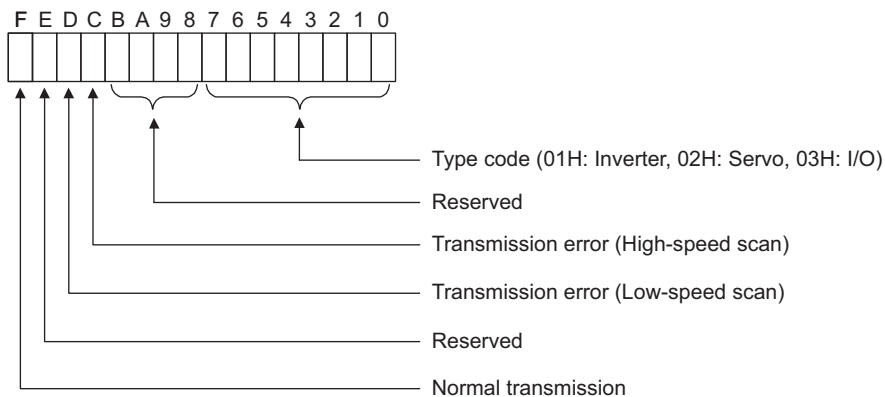 F E D C B A 9 8 7 6 5 4 3 2 1 0
Type code (01H: Inverter, 02H: Servo, 03H: I/O)
Reserved
Transmission error (High-speed scan)
Transmission error (Low-speed scan)
Reserved
Normal transmission